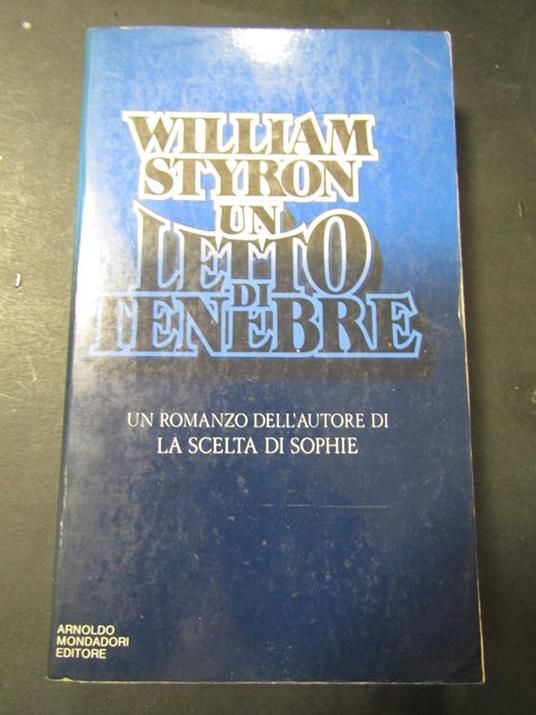 WILLIAM
STYRON
UN
LETTO
DI
TENEBRE
UN ROMANZO DELL'AUTORE DI
LA SCELTA DI SOPHIE
ARNOLDO
MONDADORI
EDITORE